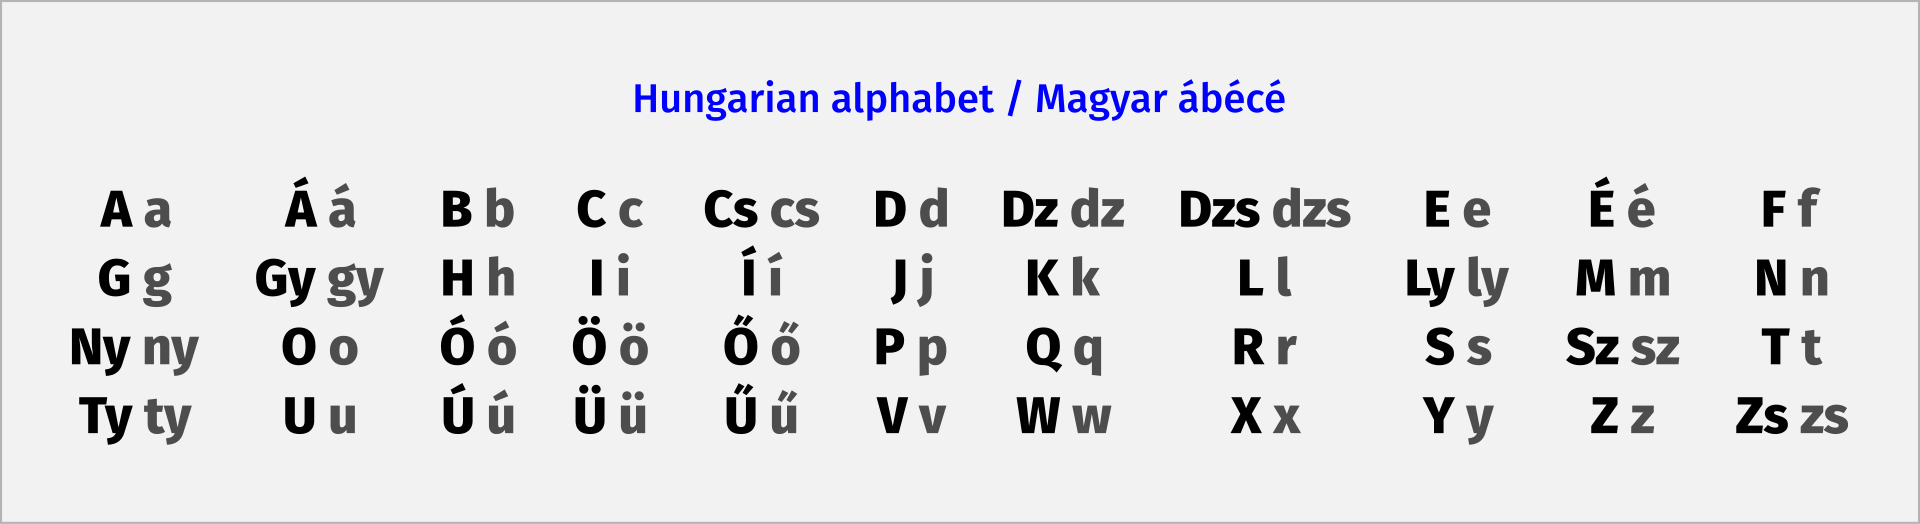 Hungarian alphabet / Magyar ábécé
A a Á á B b C c Cs cs D d Dz dz Dzs dzs E e É é F f
G g Gy gy H h I i Í í J j K k L l Ly ly M m N n
Ny ny O o Ó ó Ö ö Ő ő P p Q q R r S s Sz sz T t
Ty ty U u Ú ú Ü ü Ű ű V v W w X x Y y Z z Zs zs